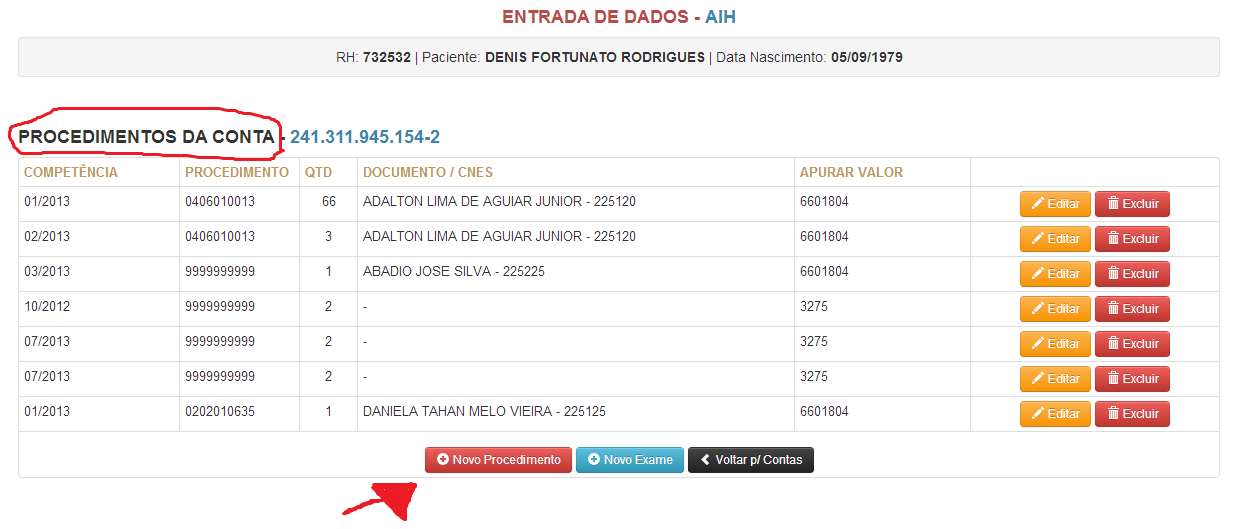 ENTRADA DE DADOS - AIH
RH: 732532 | Paciente: DENIS FORTUNATO RODRIGUES | Data Nascimento: 05/09/1979
PROCEDIMENTOS DA CONTA - 241.311.945.154-2
COMPETÊNCIA PROCEDIMENTO QTD DOCUMENTO / CNES APURAR VALOR
01/2013 0406010013 66 ADALTON LIMA DE AGUIAR JUNIOR - 225120 6601804 Editar Excluir
02/2013 0406010013 3 ADALTON LIMA DE AGUIAR JUNIOR - 225120 6601804 Editar Excluir
03/2013 9999999999 1 ABADIO JOSE SILVA - 225225 6601804 Editar Excluir
10/2012 9999999999 2 - 3275 Editar Excluir
07/2013 9999999999 2 - 3275 Editar Excluir
07/2013 9999999999 2 - 3275 Editar Excluir
01/2013 0202010635 1 DANIELA TAHAN MELO VIEIRA - 225125 6601804 Editar Excluir
Novo Procedimento Novo Exame Voltar p/ Contas